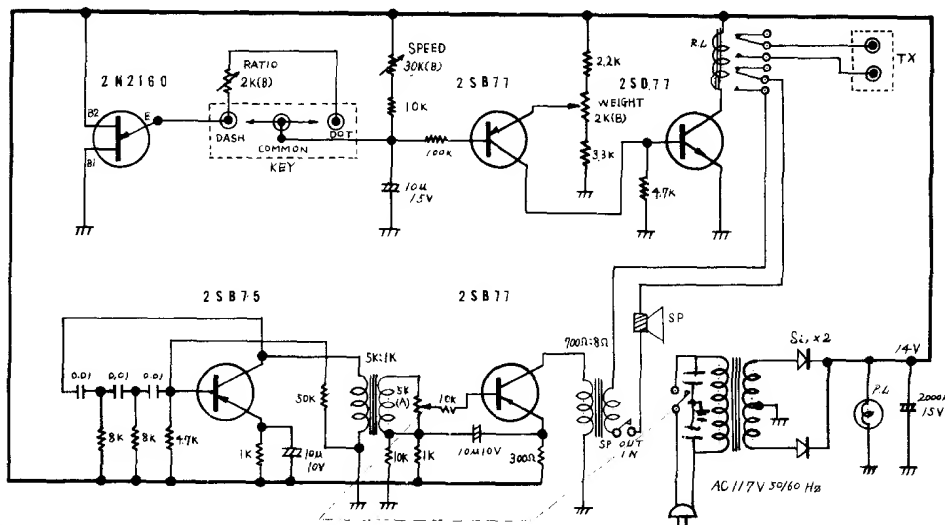 2N2160
B2
E
B1
RATIO
2K(B)
DASH
COMMON
DOT
KEY
SPEED
30K(B)
10K
100K
10μ
15V
2SB77
2.2K
WEIGHT
2K(B)
3.3K
2SD77
4.7K
R.L
TX
2SB75
0.01
0.01
0.01
8K
8K
4.7K
1K
10μ
10V
50K
5K:1K
5K
(A)
10K
10K
1K
10μ10V
2SB77
300Ω
700Ω:8Ω
SP
SP OUT
IN
Si, x2
14V
P.L
2000μ
15V
AC 117V 50/60 Hz